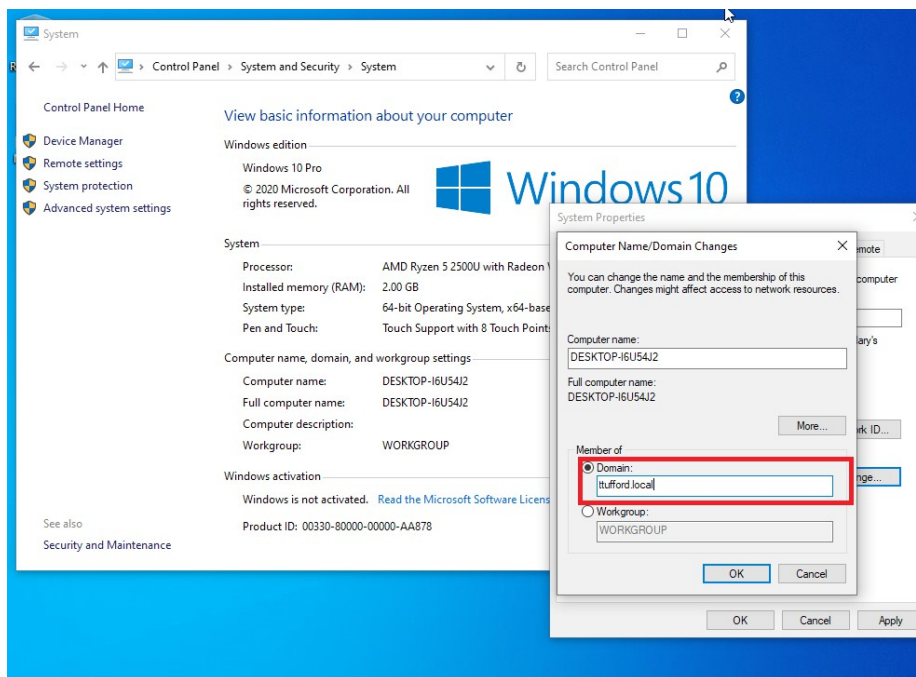 System
Control Panel > System and Security > System
Search Control Panel
?
Control Panel Home
Device Manager
Remote settings
System protection
Advanced system settings
View basic information about your computer
Windows edition
Windows 10 Pro
© 2020 Microsoft Corporation. All
rights reserved.
Windows 10
System
Processor: AMD Ryzen 5 2500U with Radeon
Installed memory (RAM): 2.00 GB
System type: 64-bit Operating System, x64-base
Pen and Touch: Touch Support with 8 Touch Point
Computer name, domain, and workgroup settings
Computer name: DESKTOP-I6U54J2
Full computer name: DESKTOP-I6U54J2
Computer description:
Workgroup: WORKGROUP
Windows activation
Windows is not activated. Read the Microsoft Software Licens
Product ID: 00330-80000-00000-AA878
See also
Security and Maintenance
System Properties
emote
computer
ary's
rk ID...
nge...
Computer Name/Domain Changes
You can change the name and the membership of this
computer. Changes might affect access to network resources.
Computer name:
DESKTOP-I6U54J2
Full computer name:
DESKTOP-I6U54J2
More...
Member of
Domain:
ttufford.local
Workgroup:
WORKGROUP
OK Cancel
OK Cancel Apply